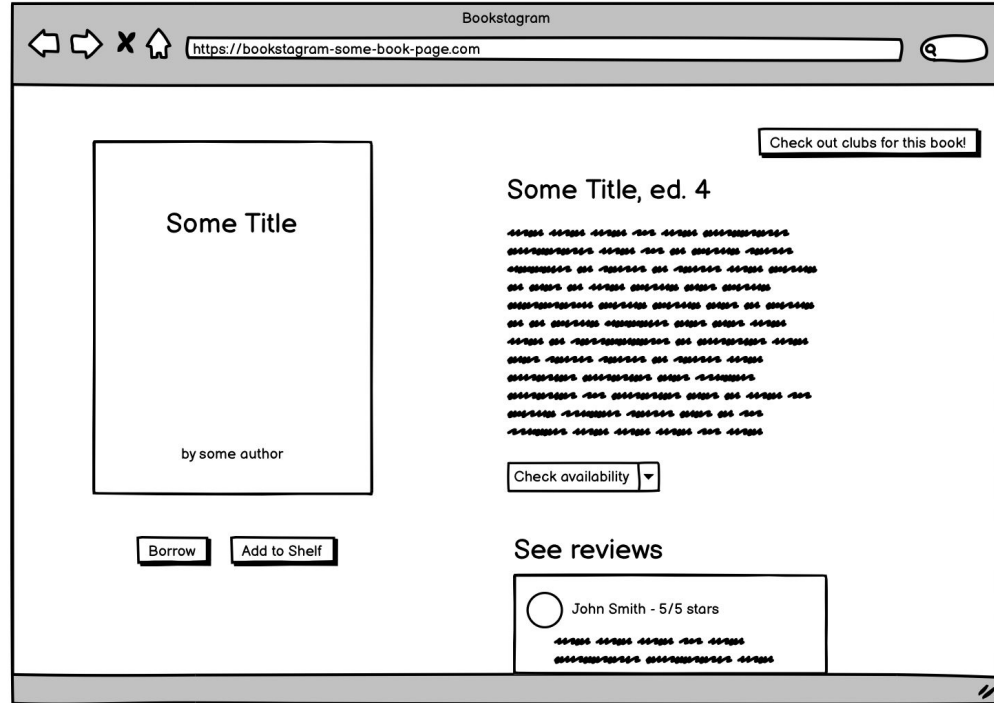 Bookstagram
https://bookstagram-some-book-page.com
Check out clubs for this book!
Some Title
by some author
Borrow
Add to Shelf
Some Title, ed. 4
Check availability
See reviews
John Smith - 5/5 stars